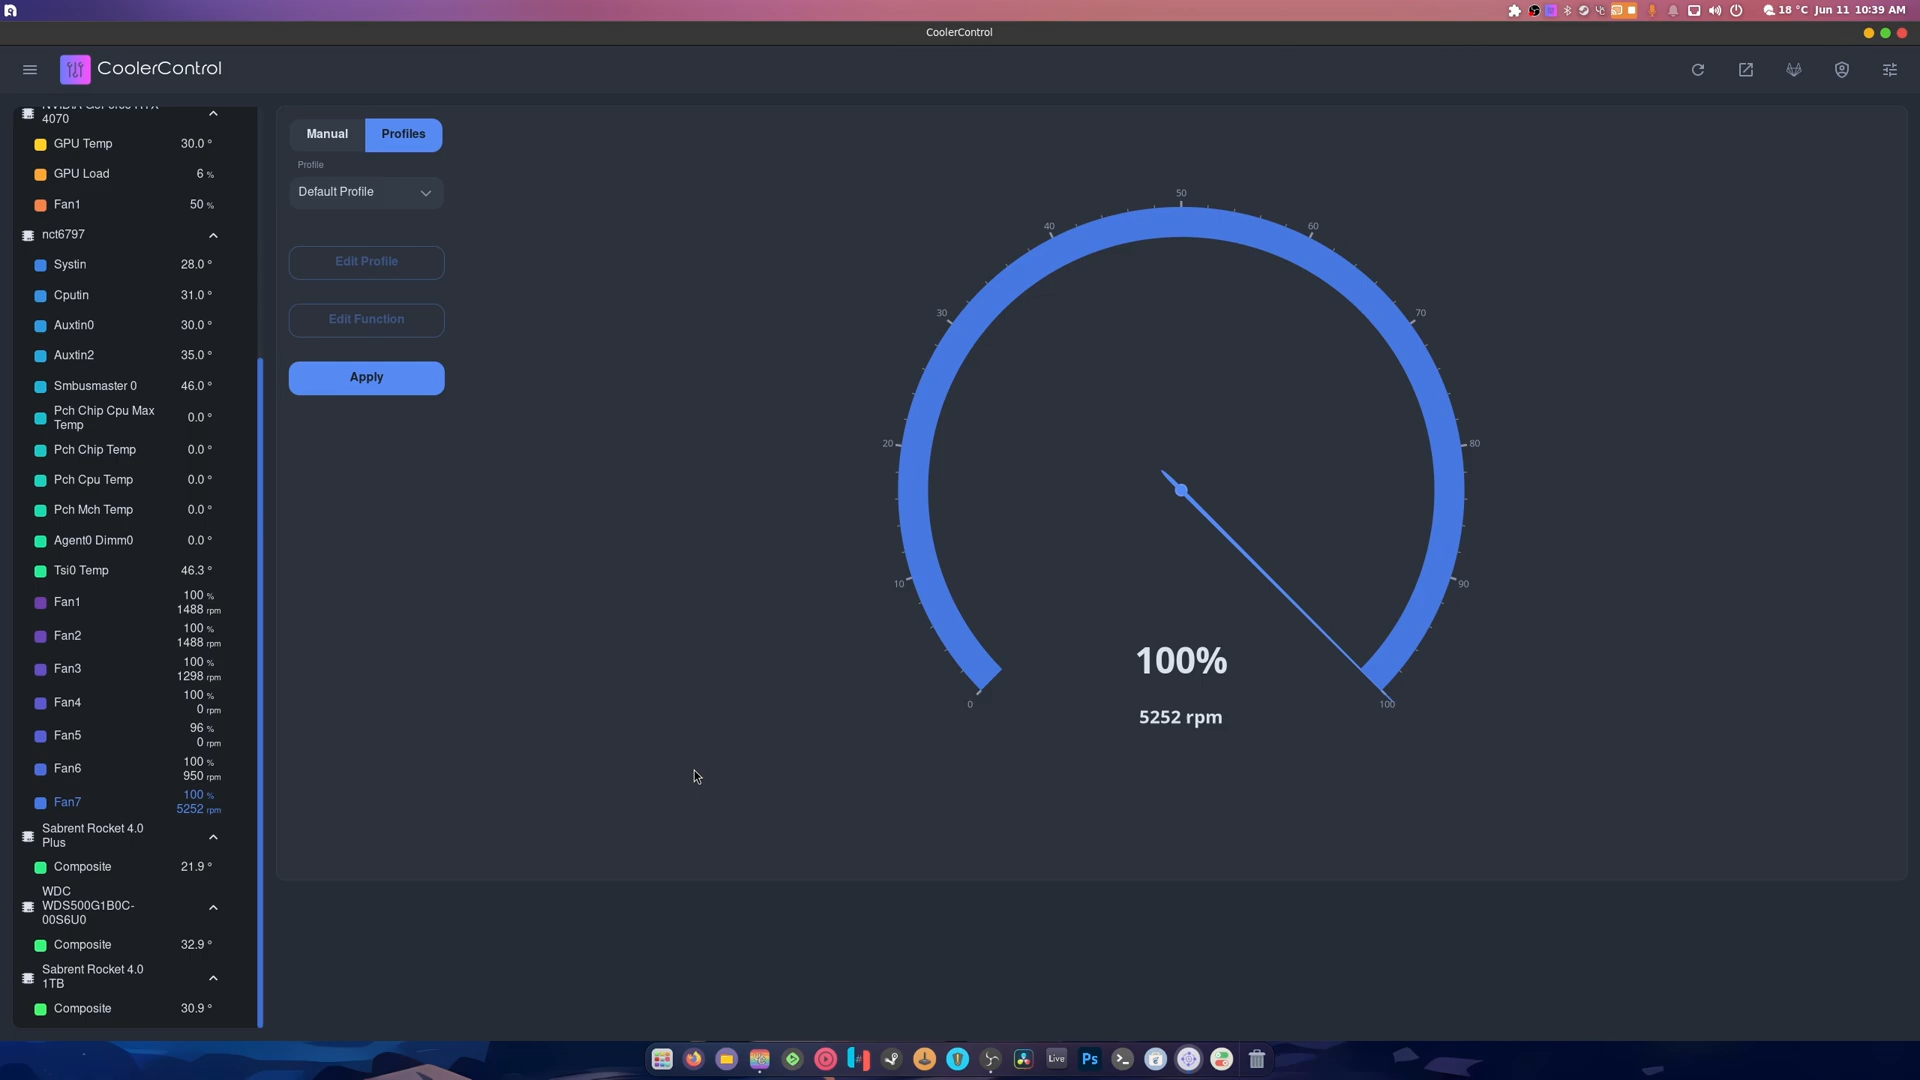 18 °C Jun 11 10:39 AM
CoolerControl
CoolerControl
NVIDIA GeForce RTX
4070
GPU Temp 30.0 °
GPU Load 6 %
Fan1 50 %
nct6797
Systin 28.0 °
Cputin 31.0 °
Auxtin0 30.0 °
Auxtin2 35.0 °
Smbusmaster 0 46.0 °
Pch Chip Cpu Max
Temp 0.0 °
Pch Chip Temp 0.0 °
Pch Cpu Temp 0.0 °
Pch Mch Temp 0.0 °
Agent0 Dimm0 0.0 °
Tsi0 Temp 46.3 °
Fan1 100 %
1488 rpm
Fan2 100 %
1488 rpm
Fan3 100 %
1298 rpm
Fan4 100 %
0 rpm
Fan5 96 %
0 rpm
Fan6 100 %
950 rpm
Fan7 100 %
5252 rpm
Sabrent Rocket 4.0
Plus
Composite 21.9 °
WDC
WDS500G1B0C-
00S6U0
Composite 32.9 °
Sabrent Rocket 4.0
1TB
Composite 30.9 °
Manual Profiles
Profile
Default Profile
Edit Profile
Edit Function
Apply
0
10
20
30
40
50
60
70
80
90
100
100%
5252 rpm
Live
Ps